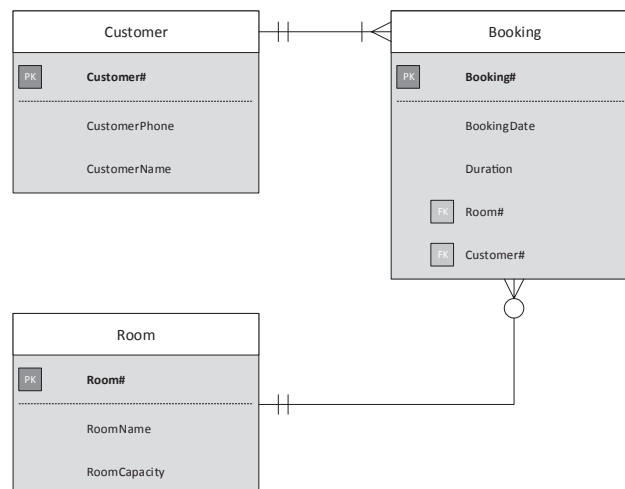 Customer
PK Customer#
CustomerPhone
CustomerName
Booking
PK Booking#
BookingDate
Duration
FK Room#
FK Customer#
Room
PK Room#
RoomName
RoomCapacity